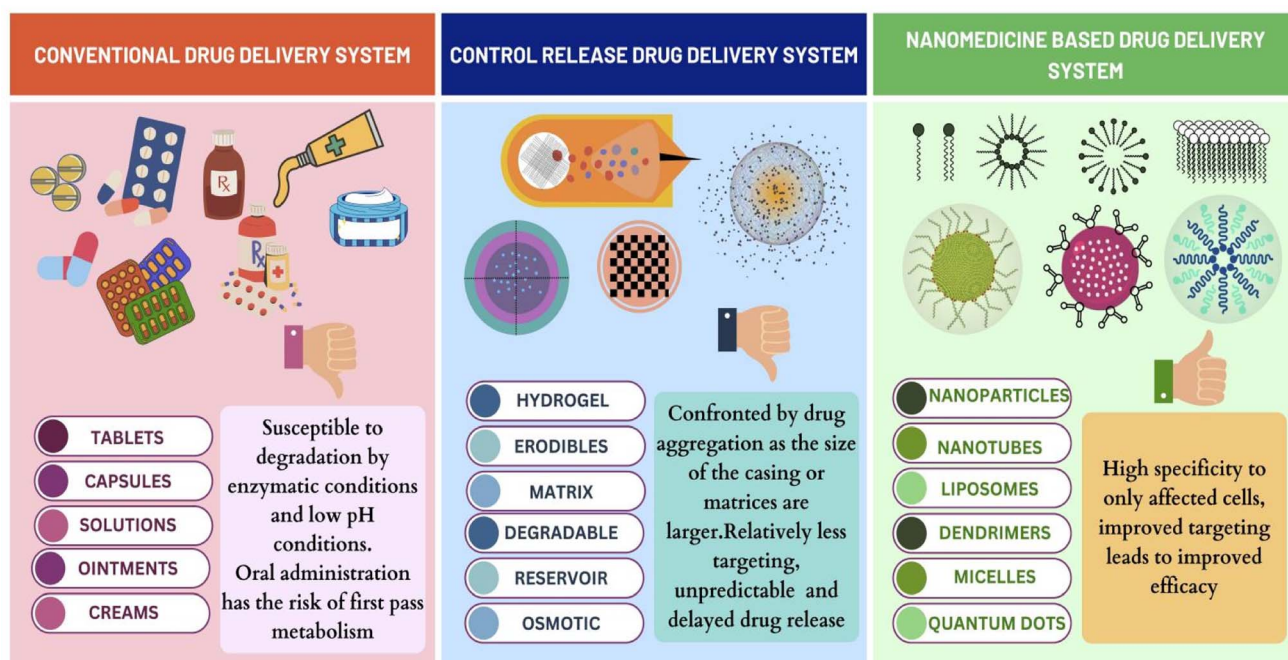 CONVENTIONAL DRUG DELIVERY SYSTEM
CONTROL RELEASE DRUG DELIVERY SYSTEM
NANOMEDICINE BASED DRUG DELIVERY
SYSTEM
Rx
Rx
TABLETS
CAPSULES
SOLUTIONS
OINTMENTS
CREAMS
Susceptible to
degradation by
enzymatic conditions
and low pH
conditions.
Oral administration
has the risk of first pass
metabolism
HYDROGEL
ERODIBLES
MATRIX
DEGRADABLE
RESERVOIR
OSMOTIC
Confronted by drug
aggregation as the size
of the casing or
matrices are
larger.Relatively less
targeting,
unpredictable and
delayed drug release
NANOPARTICLES
NANOTUBES
LIPOSOMES
DENDRIMERS
MICELLES
QUANTUM DOTS
High specificity to
only affected cells,
improved targeting
leads to improved
efficacy